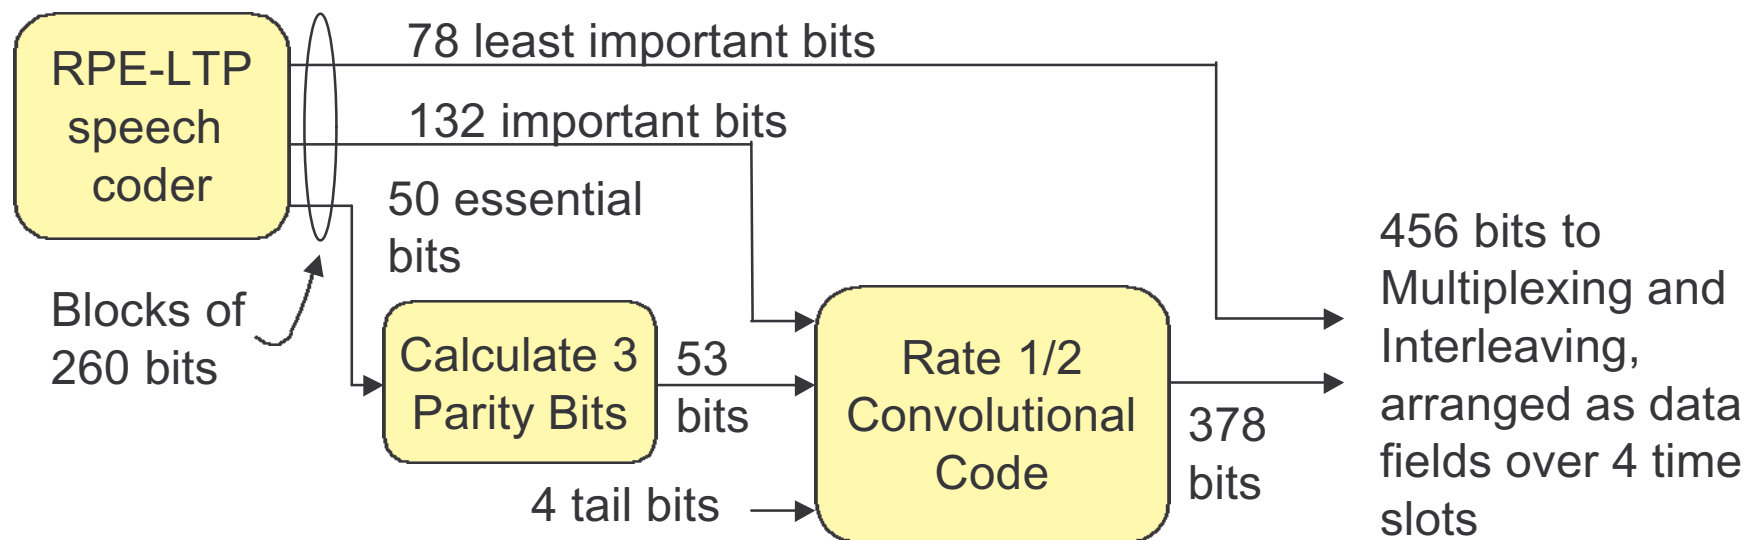 RPE-LTP
speech
coder
78 least important bits
132 important bits
50 essential
bits
Blocks of
260 bits
Calculate 3
Parity Bits
53
bits
4 tail bits
Rate 1/2
Convolutional
Code
378
bits
456 bits to
Multiplexing and
Interleaving,
arranged as data
fields over 4 time
slots